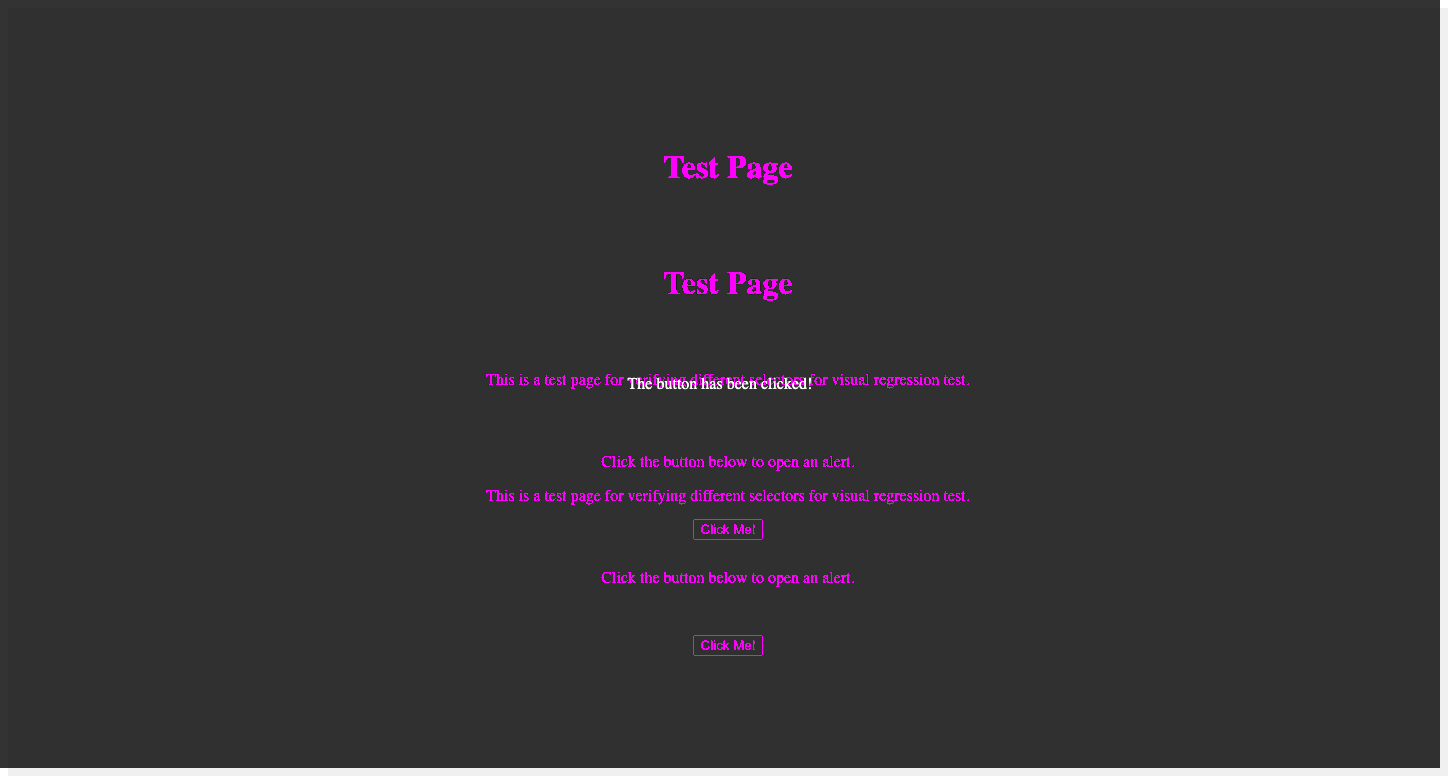 Test Page
Test Page
This is a test page for verifying different selectors for visual regression test.
The button has been clicked!
Click the button below to open an alert.
This is a test page for verifying different selectors for visual regression test.
Click Me!
Click the button below to open an alert.
Click Me!